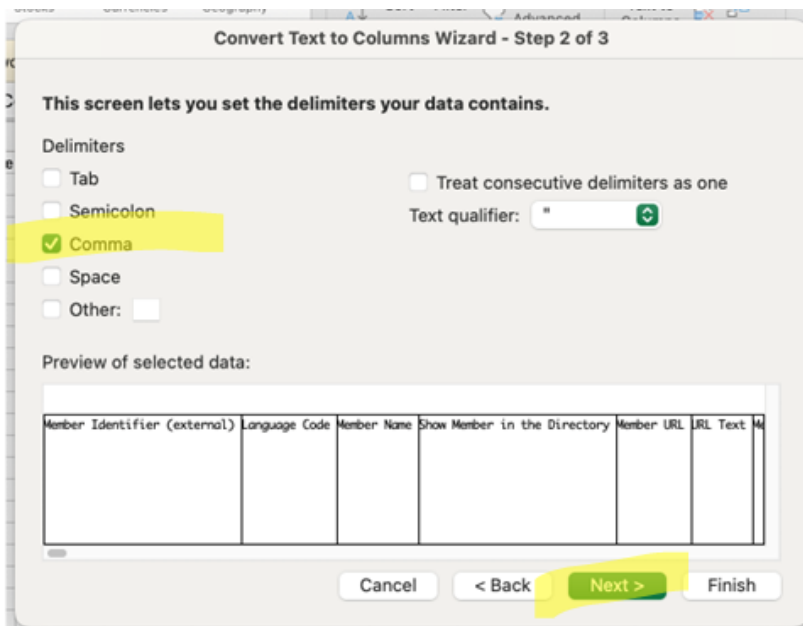 Advanced
Convert Text to Columns Wizard - Step 2 of 3
This screen lets you set the delimiters your data contains.
Delimiters
Tab
Semicolon
Comma
Space
Other:
Treat consecutive delimiters as one
Text qualifier: "
Preview of selected data:
Member Identifier (external) Language Code Member Name Show Member in the Directory Member URL URL Text
Cancel < Back Next > Finish